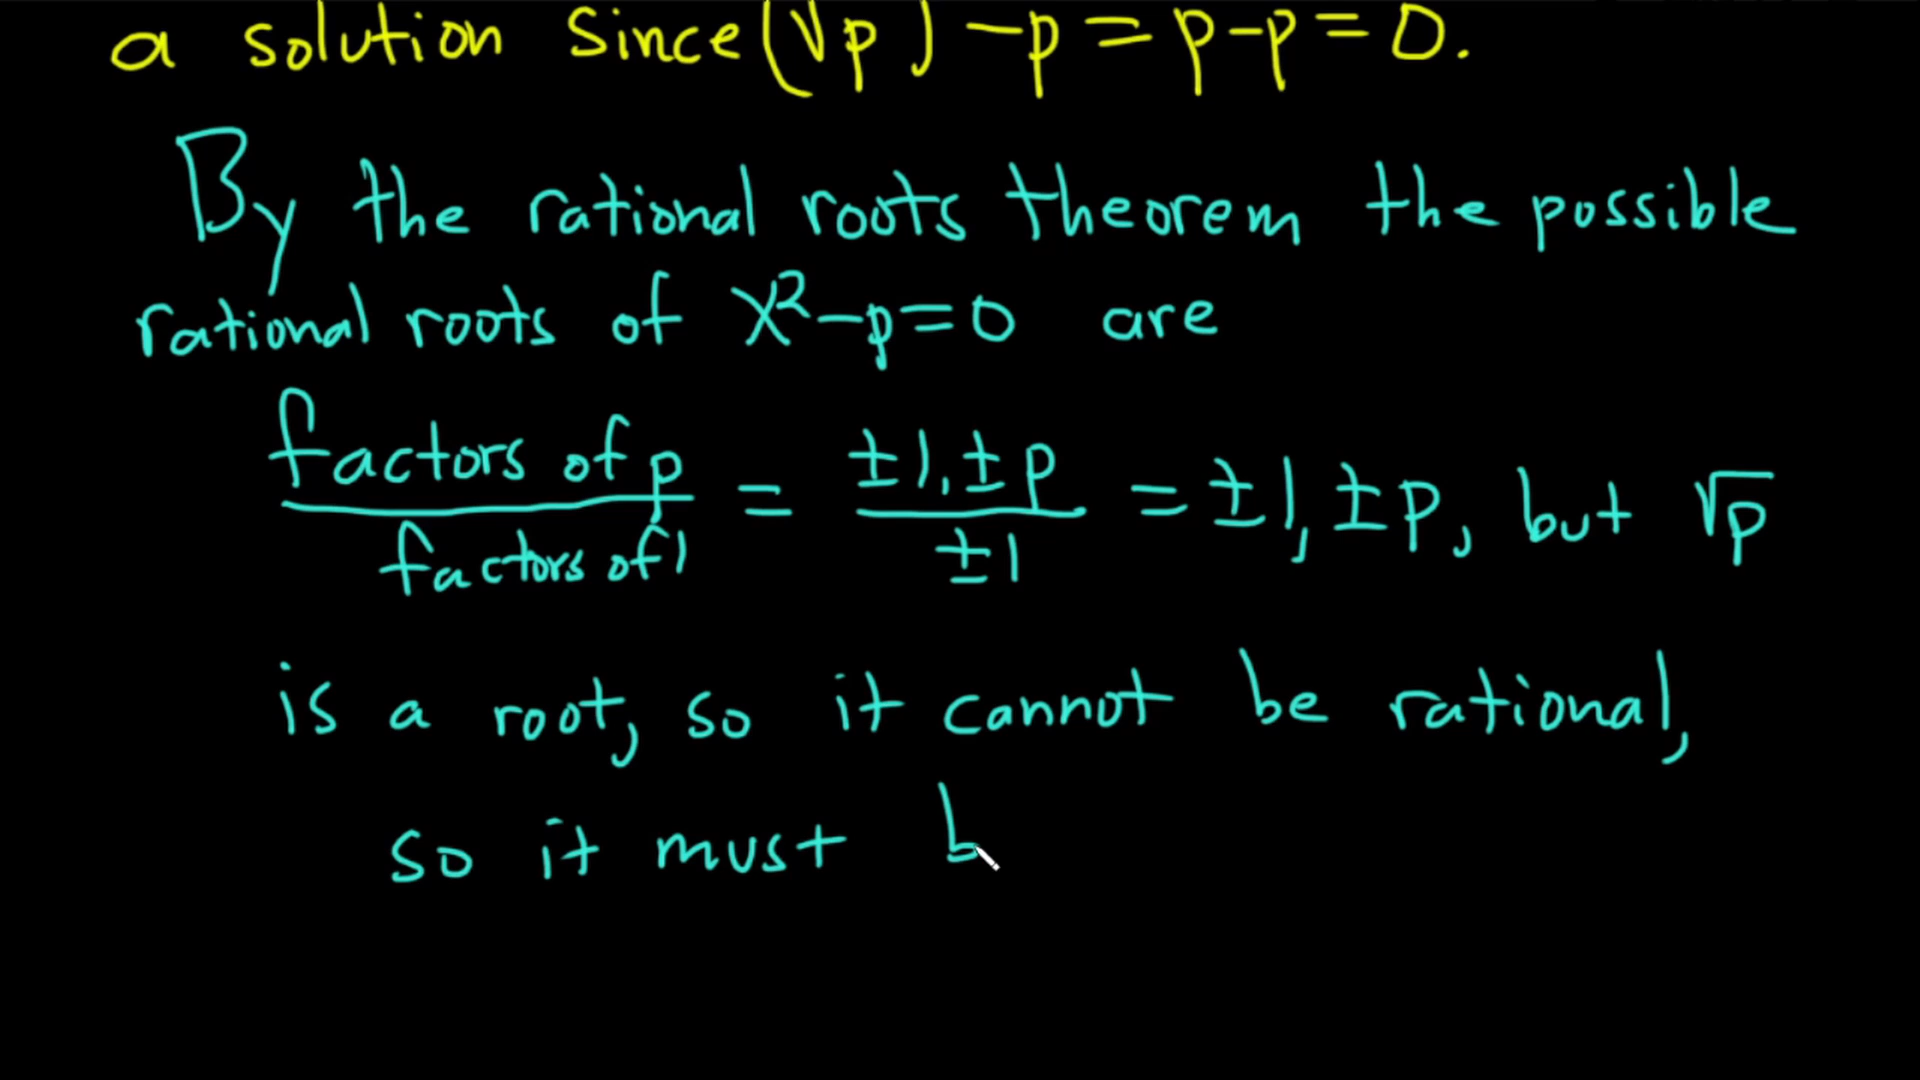 a solution since (√p) -p = p-p = 0.
By the rational roots theorem the possible
rational roots of x²-p=0 are
factors of p / factors of 1 = ±1, ±p / ±1 = ±1, ±p, but √p
is a root, so it cannot be rational,
so it must b